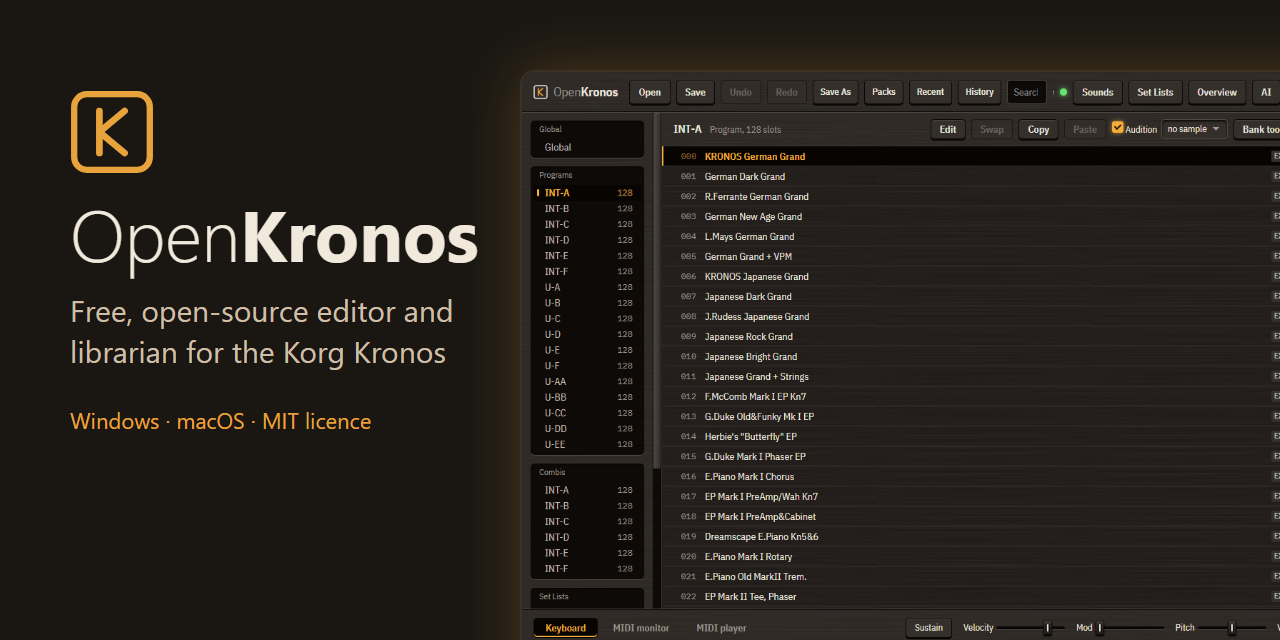 K
OpenKronos
Free, open-source editor and
librarian for the Korg Kronos
Windows · macOS · MIT licence
K OpenKronos Open Save Undo Redo Save As Packs Recent History Searcl Sounds Set Lists Overview AI
Global
Global
Programs
INT-A 128
INT-B 128
INT-C 128
INT-D 128
INT-E 128
INT-F 128
U-A 128
U-B 128
U-C 128
U-D 128
U-E 128
U-F 128
U-AA 128
U-BB 128
U-CC 128
U-DD 128
U-EE 128
Combis
INT-A 128
INT-B 128
INT-C 128
INT-D 128
INT-E 128
INT-F 128
Set Lists
INT-A Program, 128 slots Edit Swap Copy Paste Audition no sample Bank too
000 KRONOS German Grand
001 German Dark Grand
002 R.Ferrante German Grand
003 German New Age Grand
004 L.Mays German Grand
005 German Grand + VPM
006 KRONOS Japanese Grand
007 Japanese Dark Grand
008 J.Rudess Japanese Grand
009 Japanese Rock Grand
010 Japanese Bright Grand
011 Japanese Grand + Strings
012 F.McComb Mark I EP Kn7
013 G.Duke Old&Funky Mk I EP
014 Herbie's "Butterfly" EP
015 G.Duke Mark I Phaser EP
016 E.Piano Mark I Chorus
017 EP Mark I PreAmp/Wah Kn7
018 EP Mark I PreAmp&Cabinet
019 Dreamscape E.Piano Kn5&6
020 E.Piano Mark I Rotary
021 E.Piano Old MarkII Trem.
022 EP Mark II Tee, Phaser
Keyboard MIDI monitor MIDI player Sustain Velocity Mod Pitch